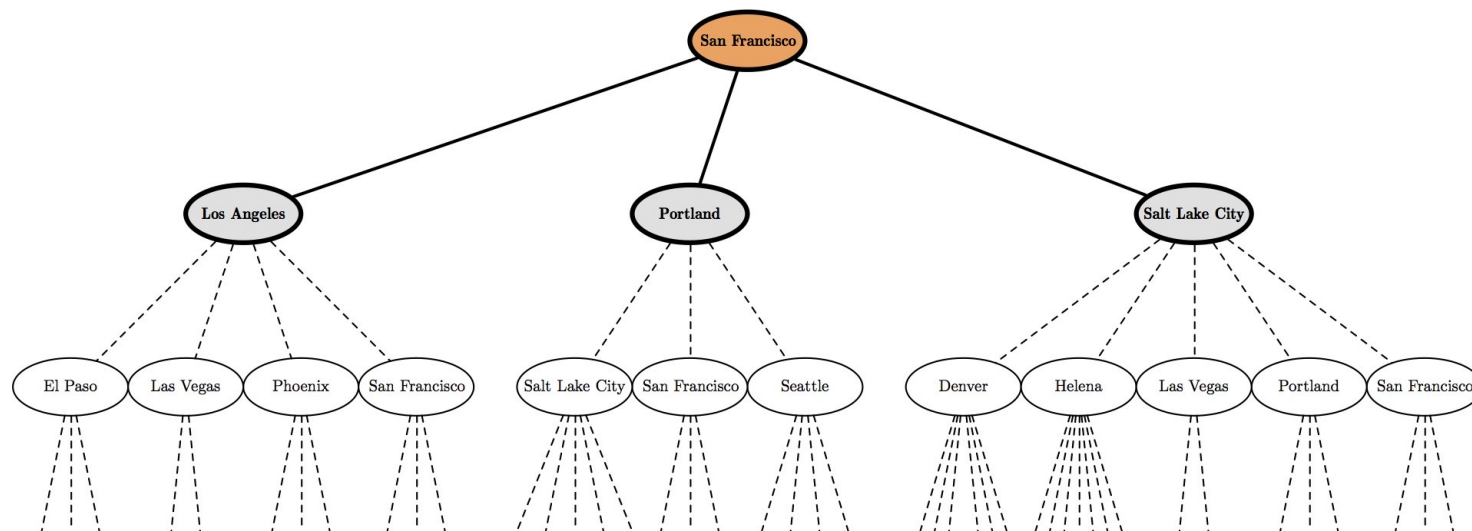 San Francisco
Los Angeles
Portland
Salt Lake City
El Paso
Las Vegas
Phoenix
San Francisco
Salt Lake City
San Francisco
Seattle
Denver
Helena
Las Vegas
Portland
San Francisco